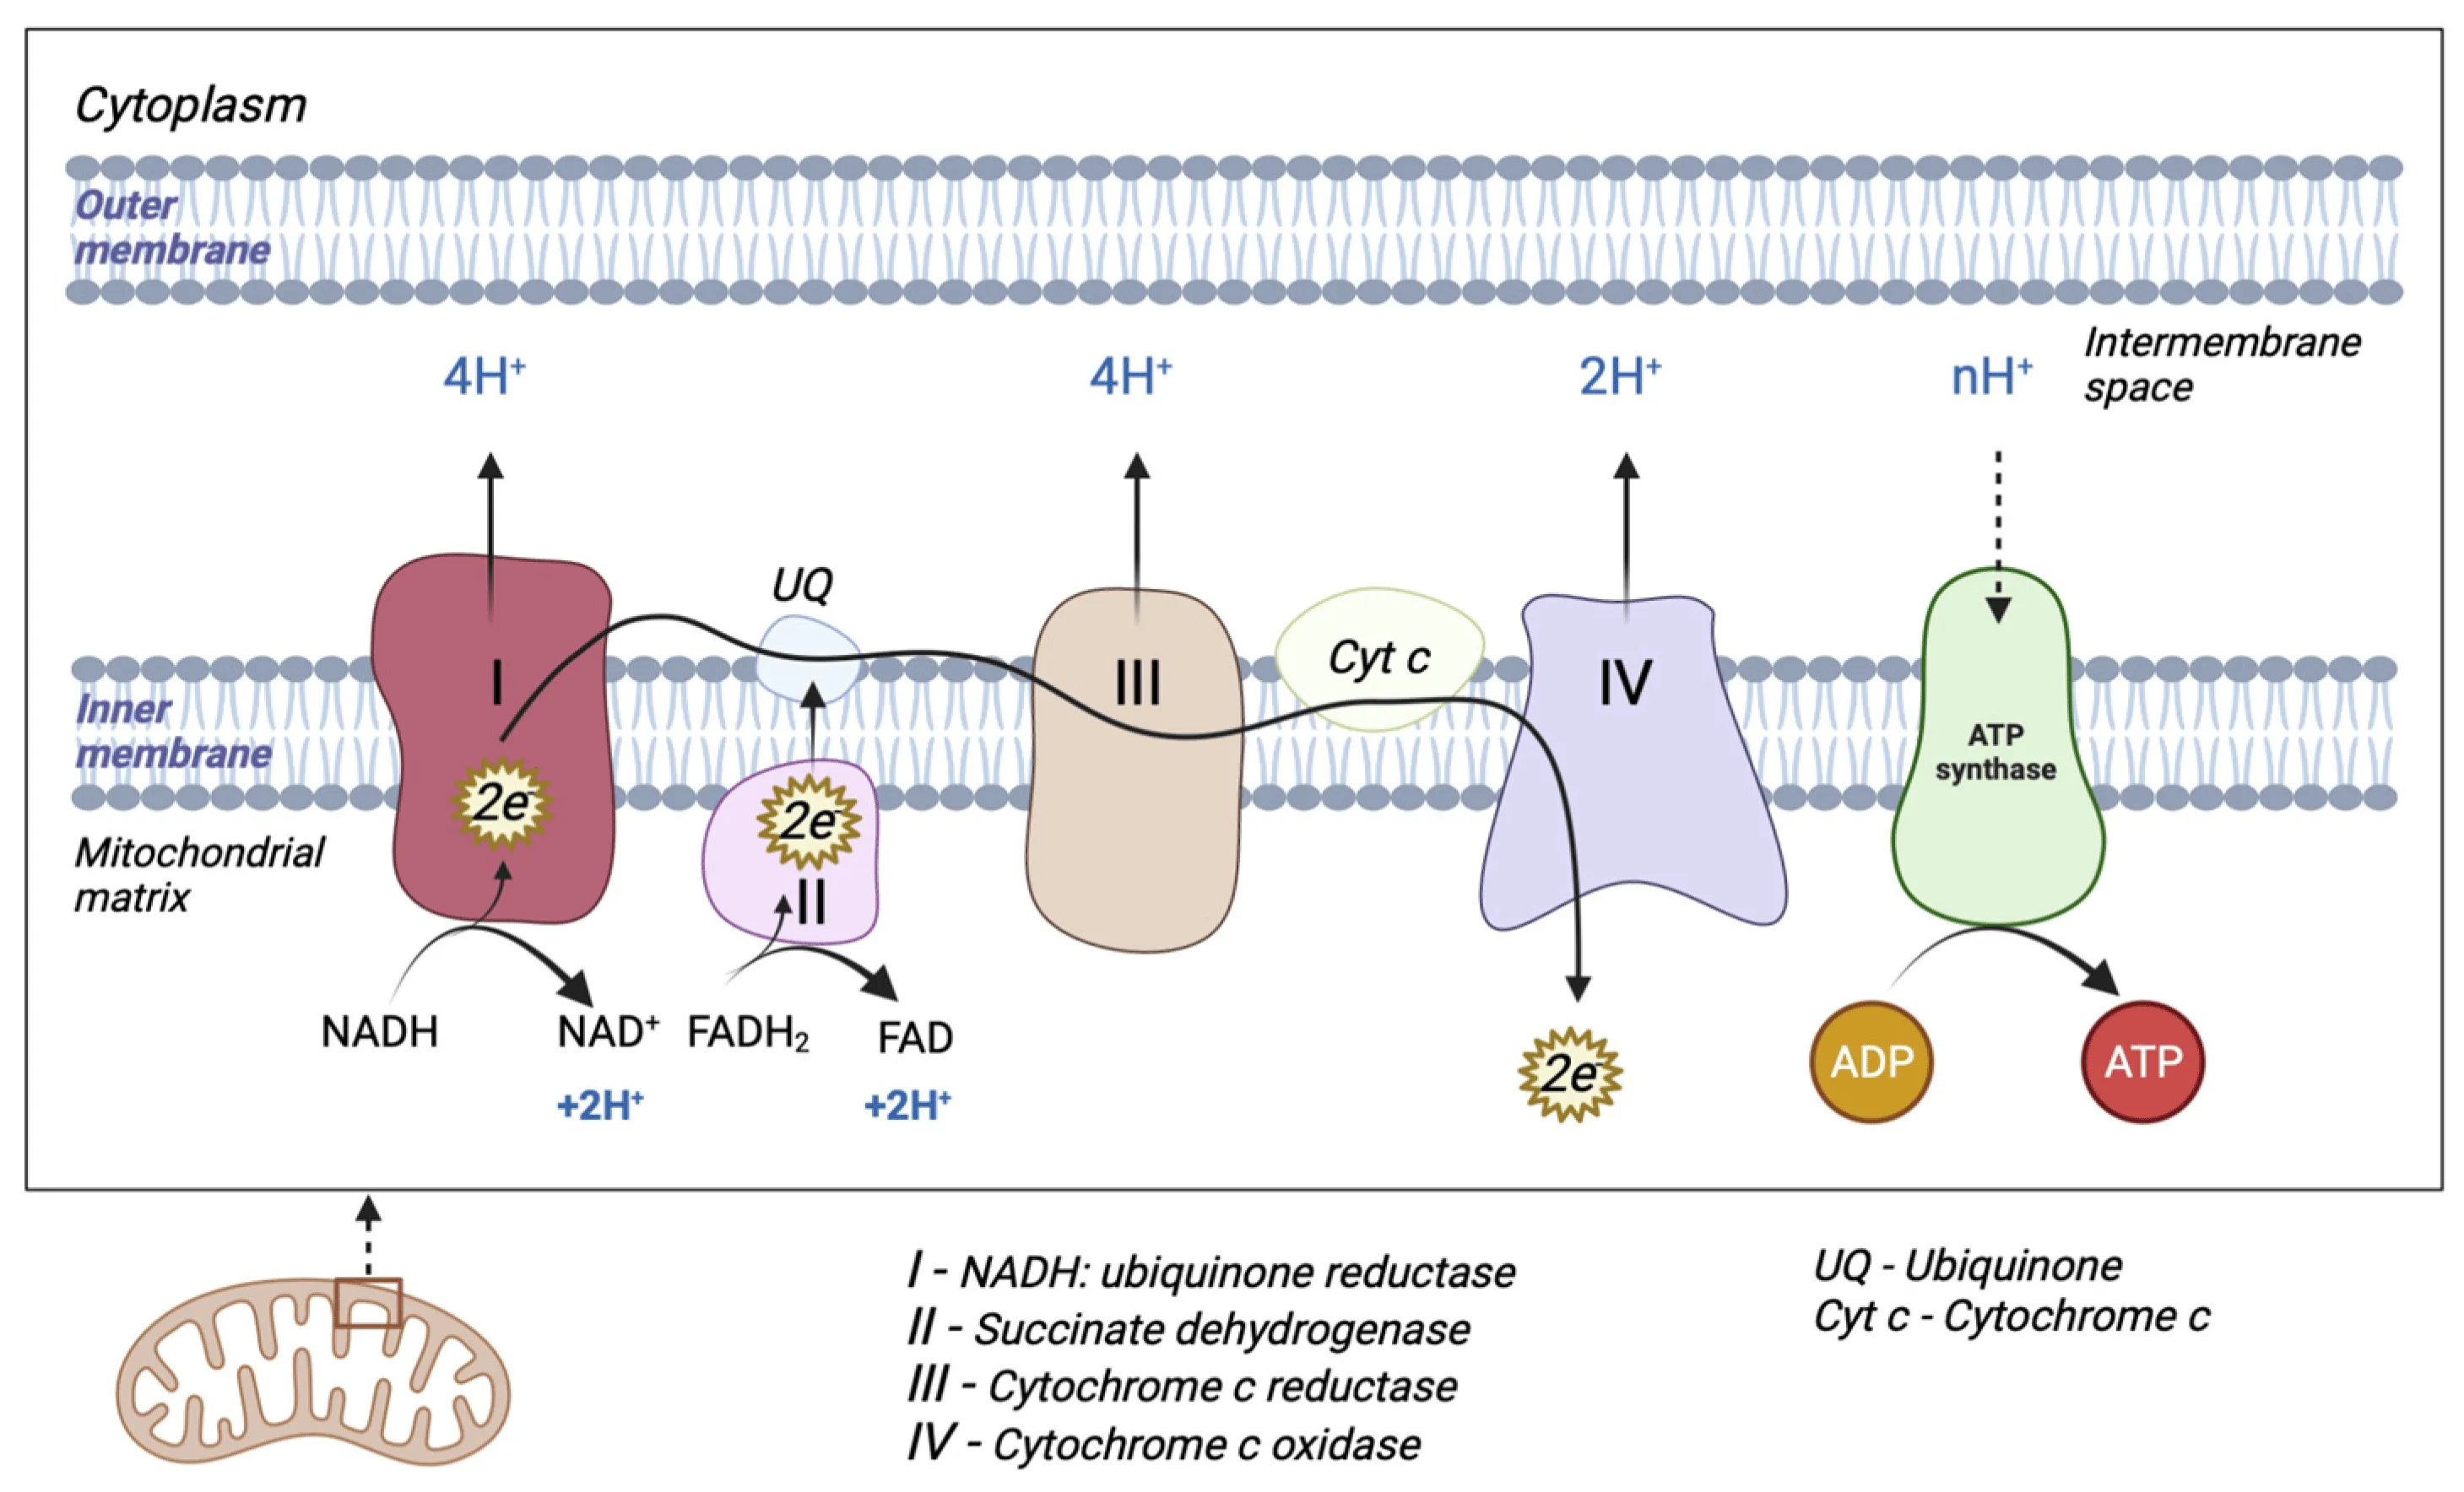 Cytoplasm
Outer
membrane
4H⁺
4H⁺
2H⁺
nH⁺
Intermembrane
space
UQ
I
III
Cyt c
IV
Inner
membrane
ATP
synthase
2e⁻
2e⁻
II
Mitochondrial
matrix
NADH
NAD⁺
+2H⁺
FADH₂
FAD
+2H⁺
2e⁻
ADP
ATP
I - NADH: ubiquinone reductase
II - Succinate dehydrogenase
III - Cytochrome c reductase
IV - Cytochrome c oxidase
UQ - Ubiquinone
Cyt c - Cytochrome c